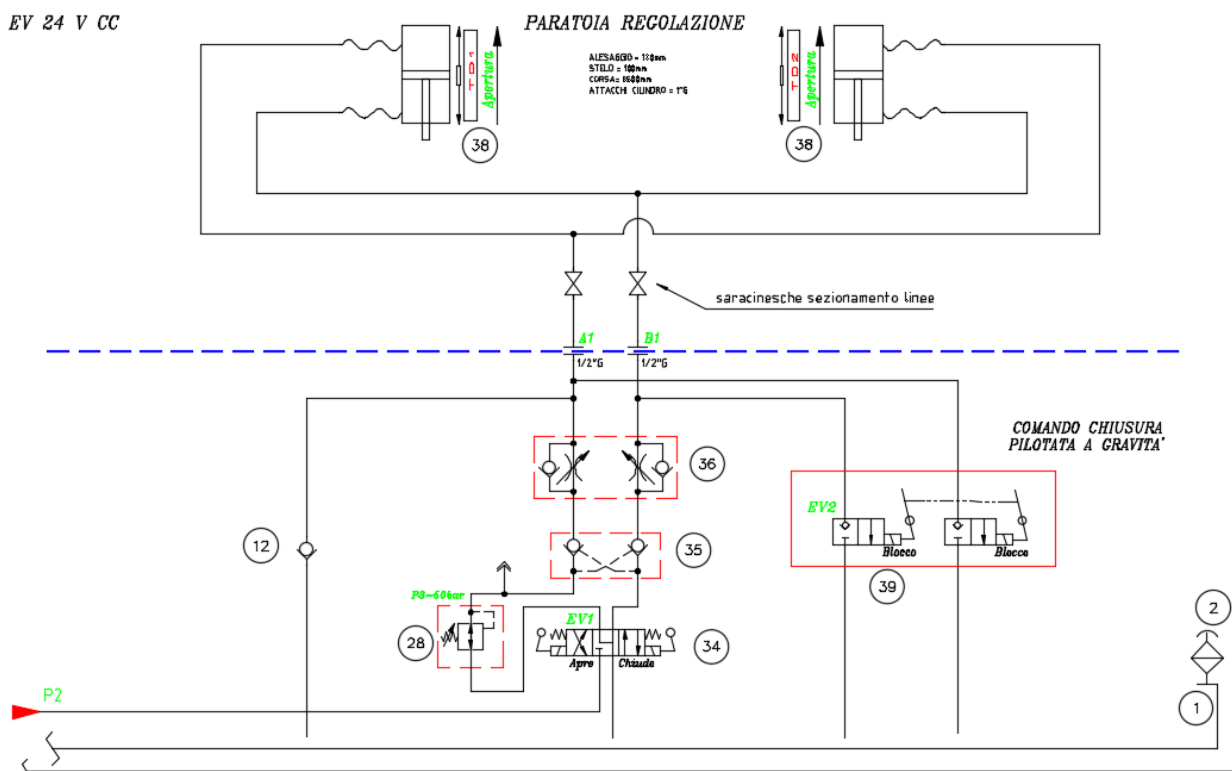 EV 24 V CC
PARATOIA REGOLAZIONE
STELO = 100mm
ATTACCHI CILINDRO = 1"G
TD1
Apertura
38
TD2
Apertura
38
saracinesche sezionamento linee
A1
B1
1/2"G
1/2"G
COMANDO CHIUSURA
PILOTATA A GRAVITA'
36
EV2
Blocco
Blocco
39
12
35
P3=60bar
28
EV1
Apre
Chiude
34
2
P2
1